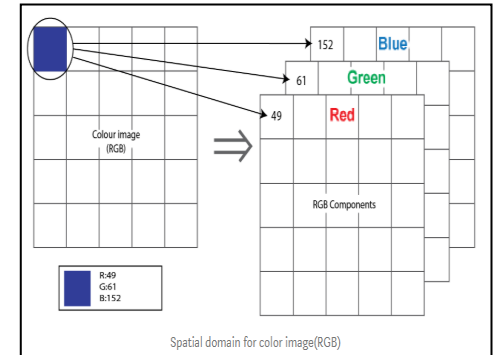 152 Blue
61 Green
49 Red
Colour image
(RGB)
RGB Components
R:49
G:61
B:152
Spatial domain for color image(RGB)